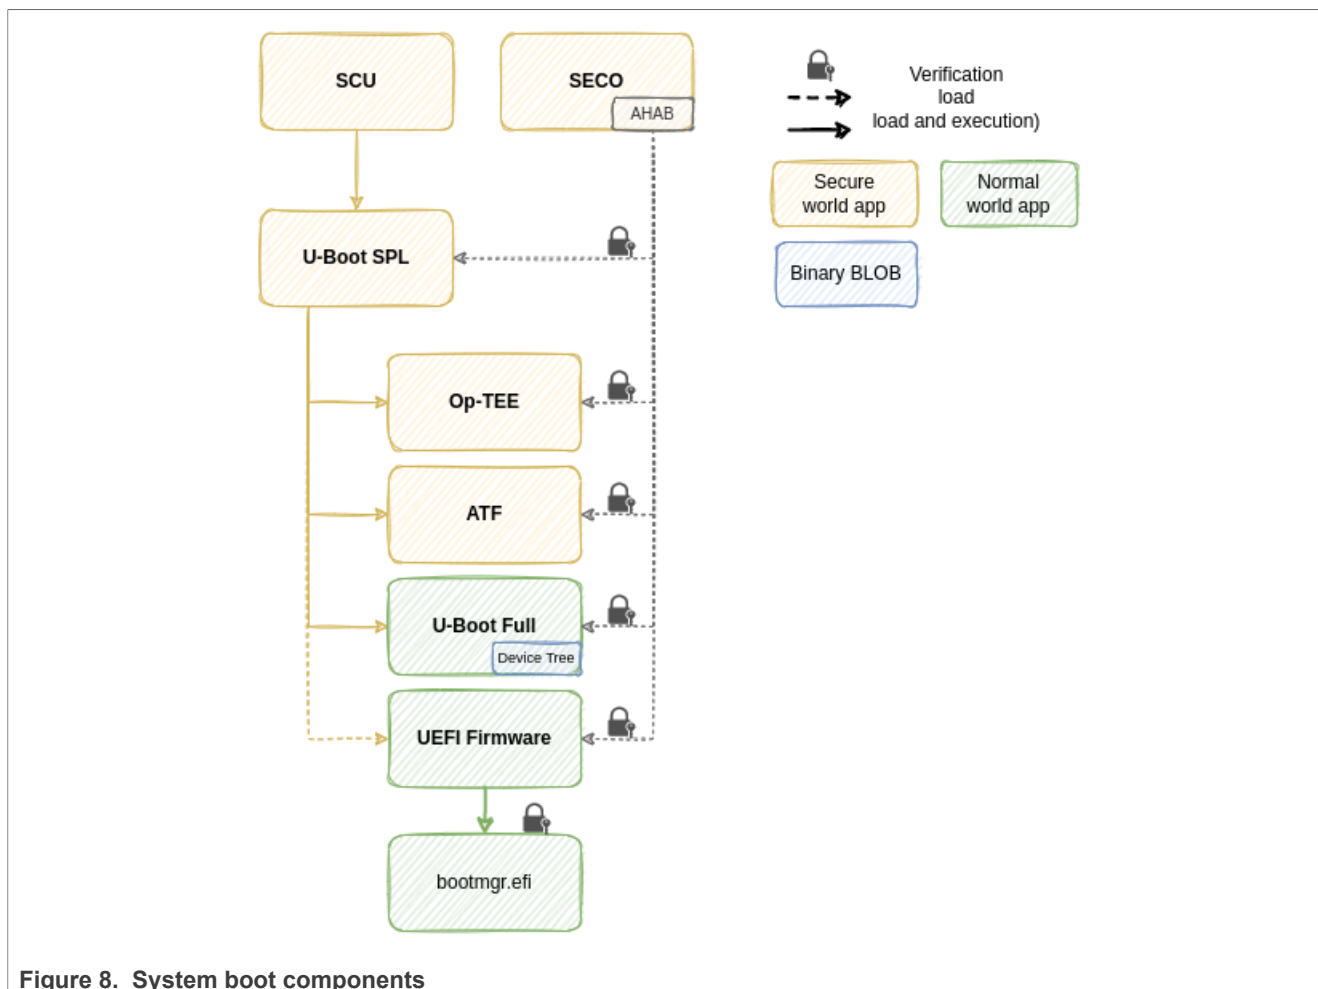 SCU
SECO
AHAB
Verification
load
load and execution)
Secure
world app
Normal
world app
Binary BLOB
U-Boot SPL
Op-TEE
ATF
U-Boot Full
Device Tree
UEFI Firmware
bootmgr.efi
Figure 8. System boot components